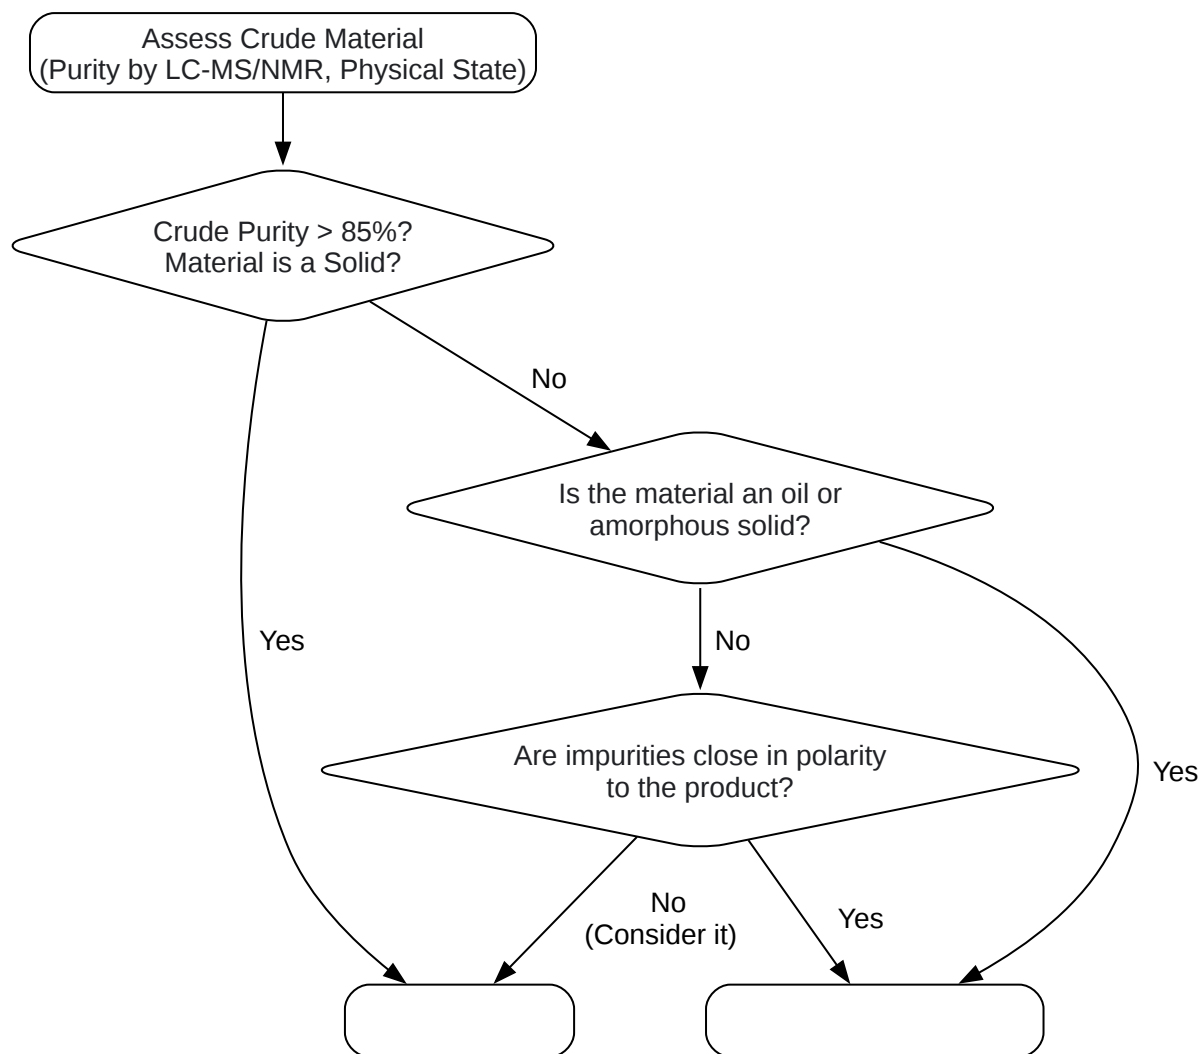 Assess Crude Material
(Purity by LC-MS/NMR, Physical State)
Crude Purity > 85%?
Material is a Solid?
No
Is the material an oil or
amorphous solid?
Yes
No
Are impurities close in polarity
to the product?
Yes
No
(Consider it)
Yes